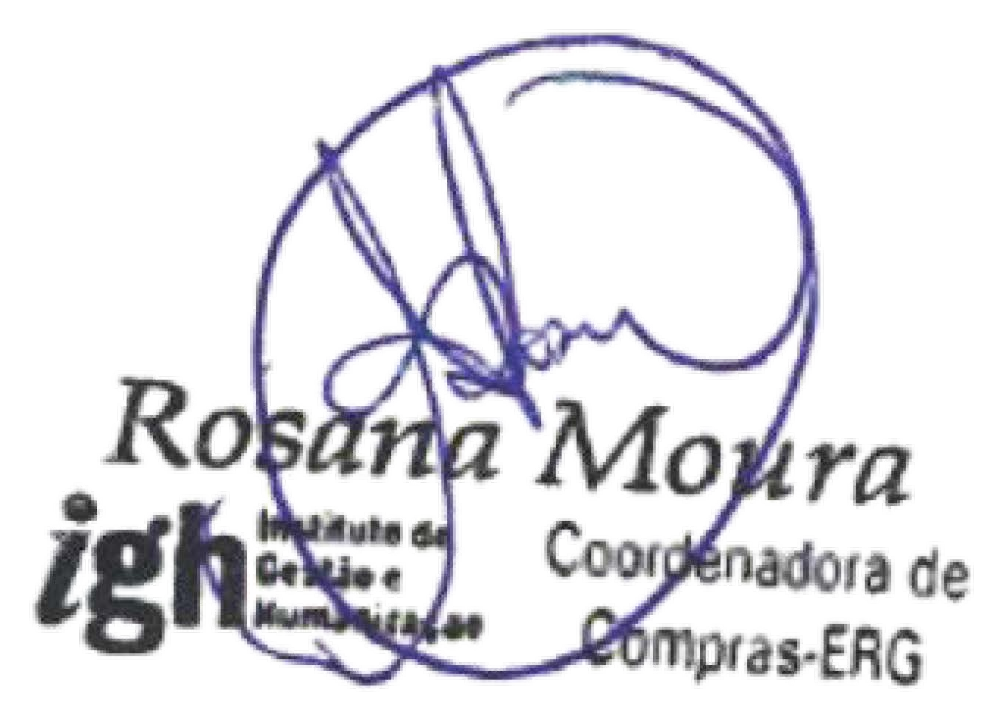 Rosana Moura
igh
Instituto de
Gestão e
Humanização
Coordenadora de
Compras-ERG